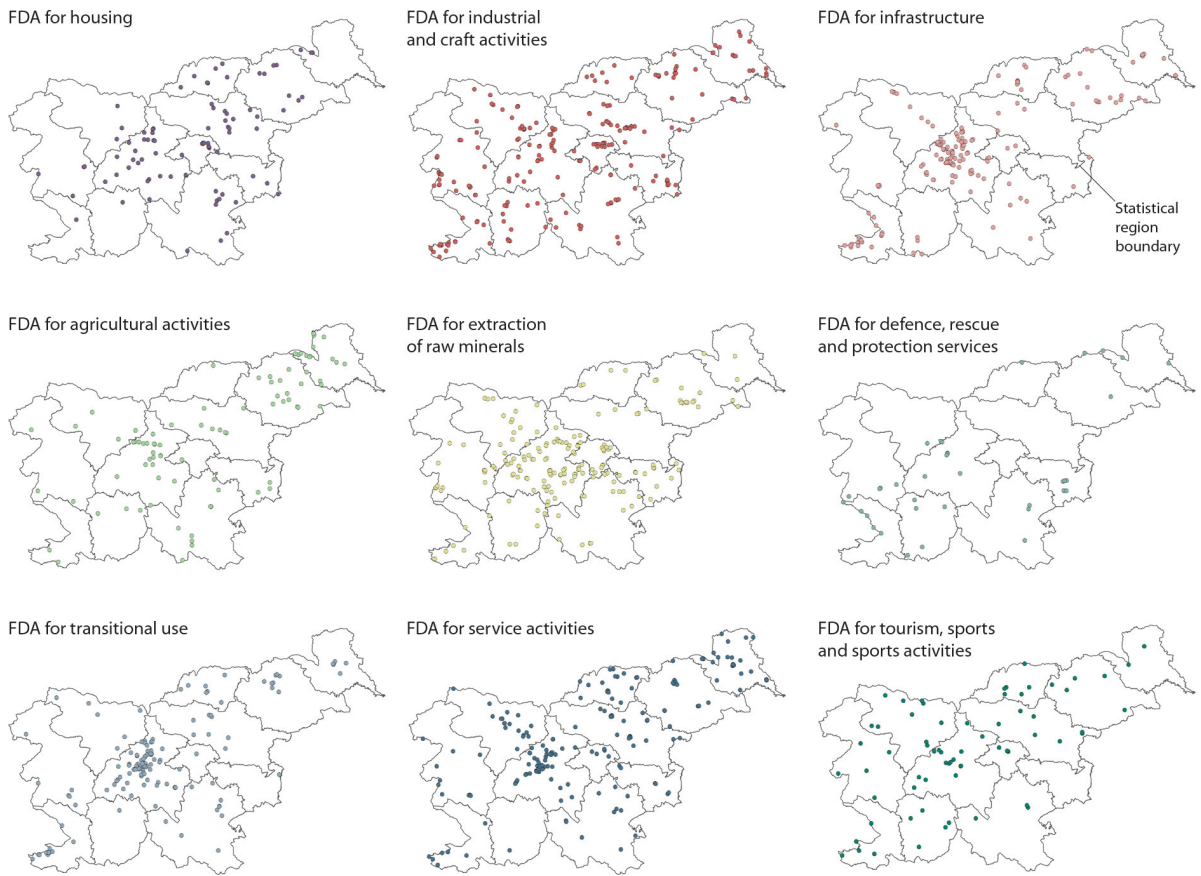 FDA for housing
FDA for industrial
and craft activities
FDA for infrastructure
Statistical
region
boundary
FDA for agricultural activities
FDA for extraction
of raw minerals
FDA for defence, rescue
and protection services
FDA for transitional use
FDA for service activities
FDA for tourism, sports
and sports activities